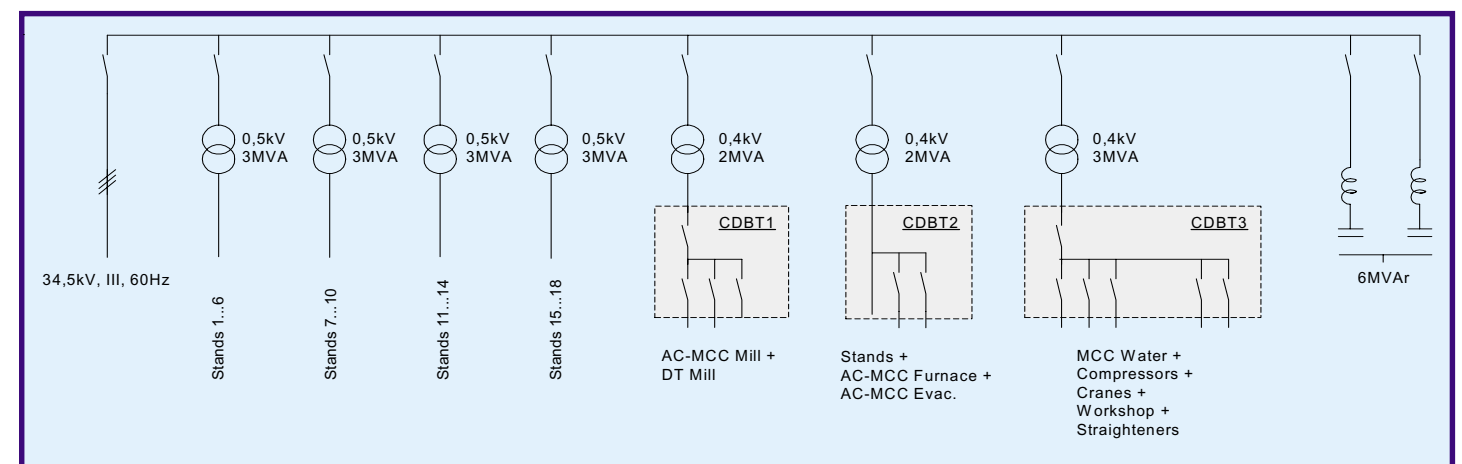 0,5kV
3MVA
0,5kV
3MVA
0,5kV
3MVA
0,5kV
3MVA
0,4kV
2MVA
0,4kV
2MVA
0,4kV
3MVA
CDBT1
CDBT2
CDBT3
34,5kV, III, 60Hz
6MVAr
Stands 1...6
Stands 7...10
Stands 11...14
Stands 15...18
AC-MCC Mill +
DT Mill
Stands +
AC-MCC Furnace +
AC-MCC Evac.
MCC Water +
Compressors +
Cranes +
Workshop +
Straighteners